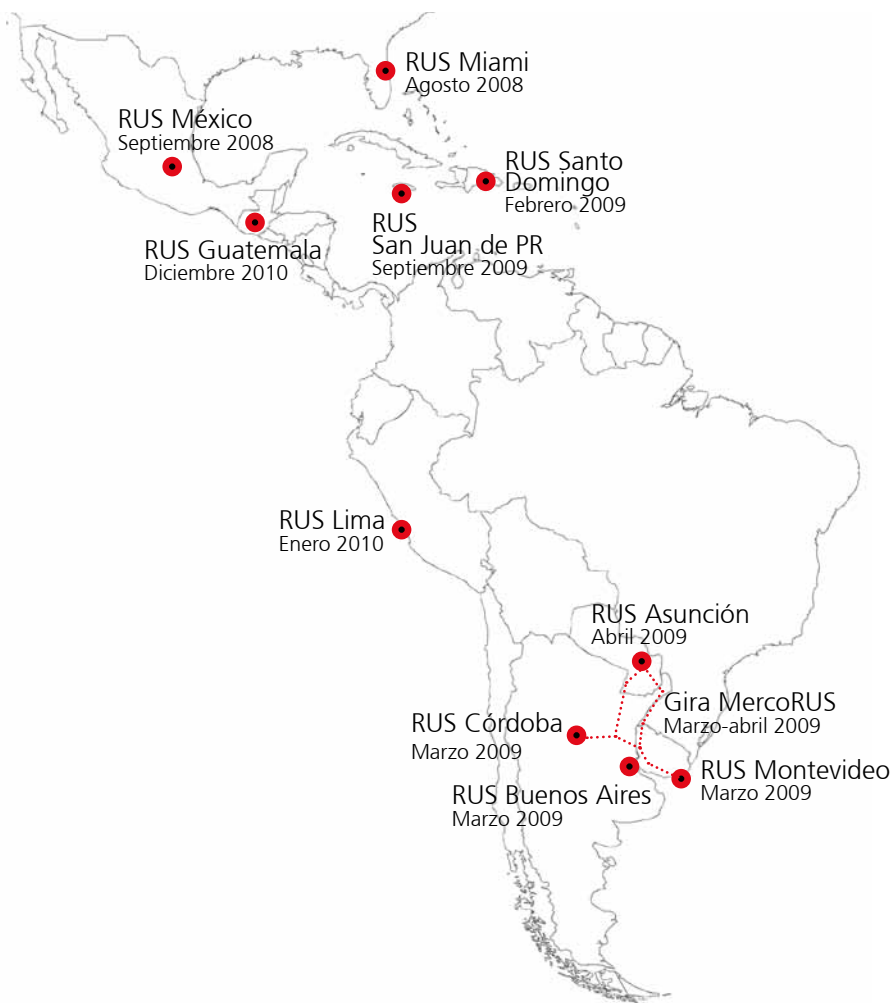 RUS Miami
Agosto 2008
RUS México
Septiembre 2008
RUS Santo
Domingo
Febrero 2009
RUS
San Juan de PR
Septiembre 2009
RUS Guatemala
Diciembre 2010
RUS Lima
Enero 2010
RUS Asunción
Abril 2009
Gira MercoRUS
Marzo-abril 2009
RUS Córdoba
Marzo 2009
RUS Montevideo
Marzo 2009
RUS Buenos Aires
Marzo 2009